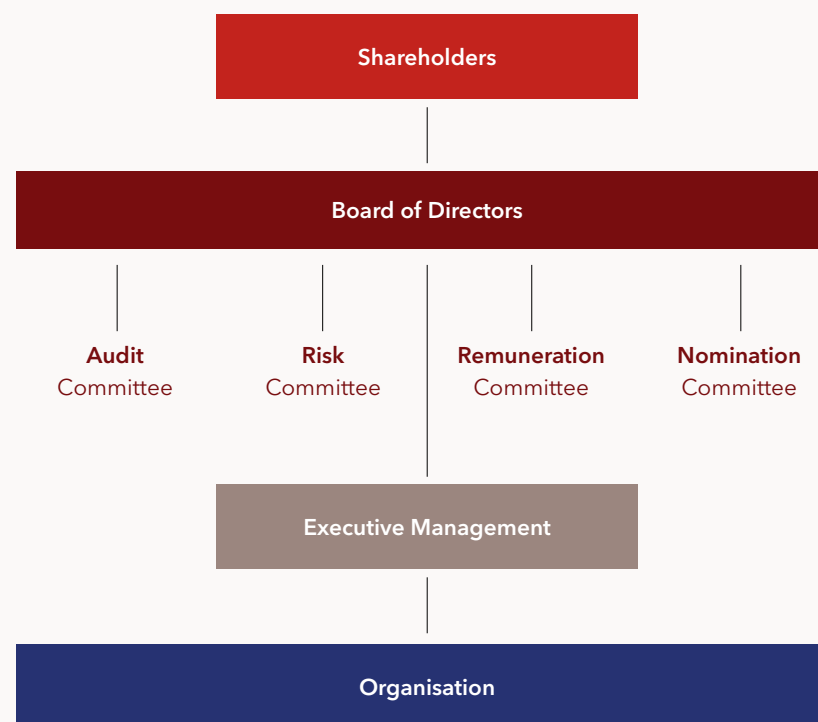 Shareholders
Board of Directors
Audit
Committee
Risk
Committee
Remuneration
Committee
Nomination
Committee
Executive Management
Organisation